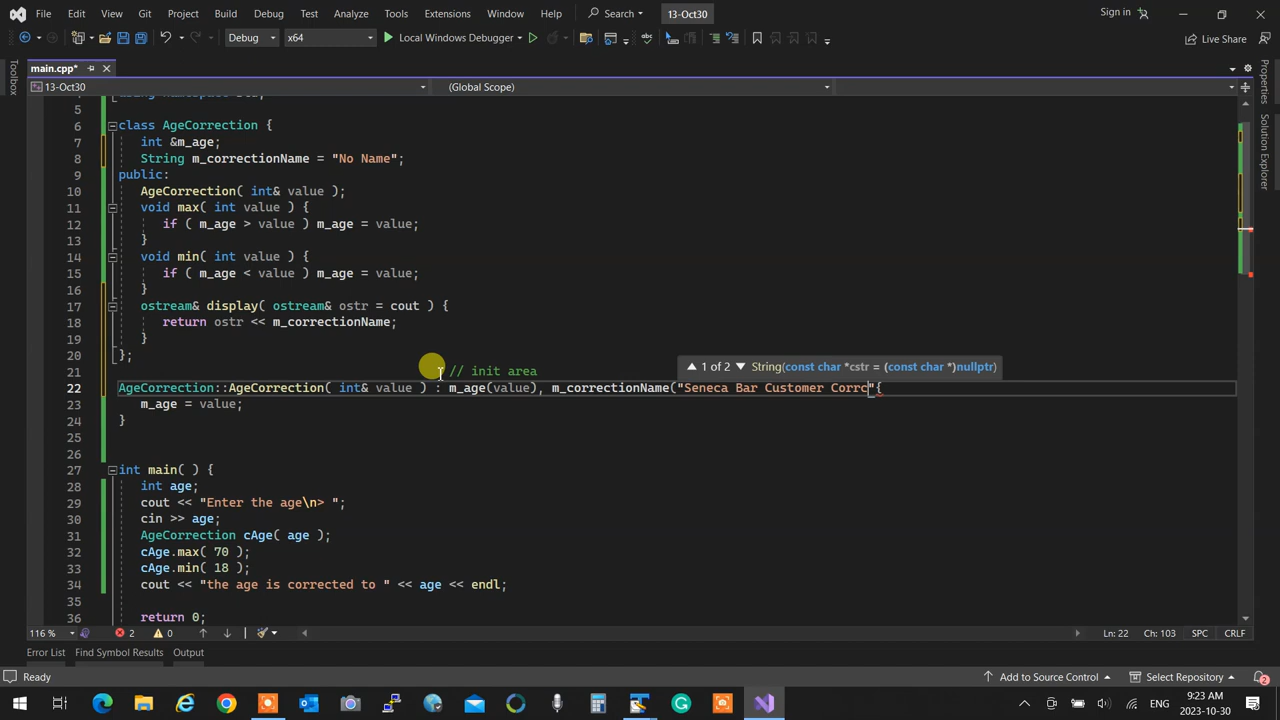 File Edit View Git Project Build Debug Test Analyze Tools Extensions Window Help Search 13-Oct30 Sign in
Debug x64 Local Windows Debugger Live Share
main.cpp*
13-Oct30 (Global Scope)
Toolbox
Properties
Solution Explorer
5
6 class AgeCorrection {
7 int &m_age;
8 String m_correctionName = "No Name";
9 public:
10 AgeCorrection( int& value );
11 void max( int value ) {
12 if ( m_age > value ) m_age = value;
13 }
14 void min( int value ) {
15 if ( m_age < value ) m_age = value;
16 }
17 ostream& display( ostream& ostr = cout ) {
18 return ostr << m_correctionName;
19 }
20 };
21 // init area
1 of 2 String(const char *cstr = (const char *)nullptr)
22 AgeCorrection::AgeCorrection( int& value ) : m_age(value), m_correctionName("Seneca Bar Customer Corrc"{
23 m_age = value;
24 }
25
26
27 int main( ) {
28 int age;
29 cout << "Enter the age\n> ";
30 cin >> age;
31 AgeCorrection cAge( age );
32 cAge.max( 70 );
33 cAge.min( 18 );
34 cout << "the age is corrected to " << age << endl;
35
36 return 0;
116 % 2 0 Ln: 22 Ch: 103 SPC CRLF
Error List Find Symbol Results Output
Ready Add to Source Control Select Repository 2
ENG 9:23 AM
2023-10-30